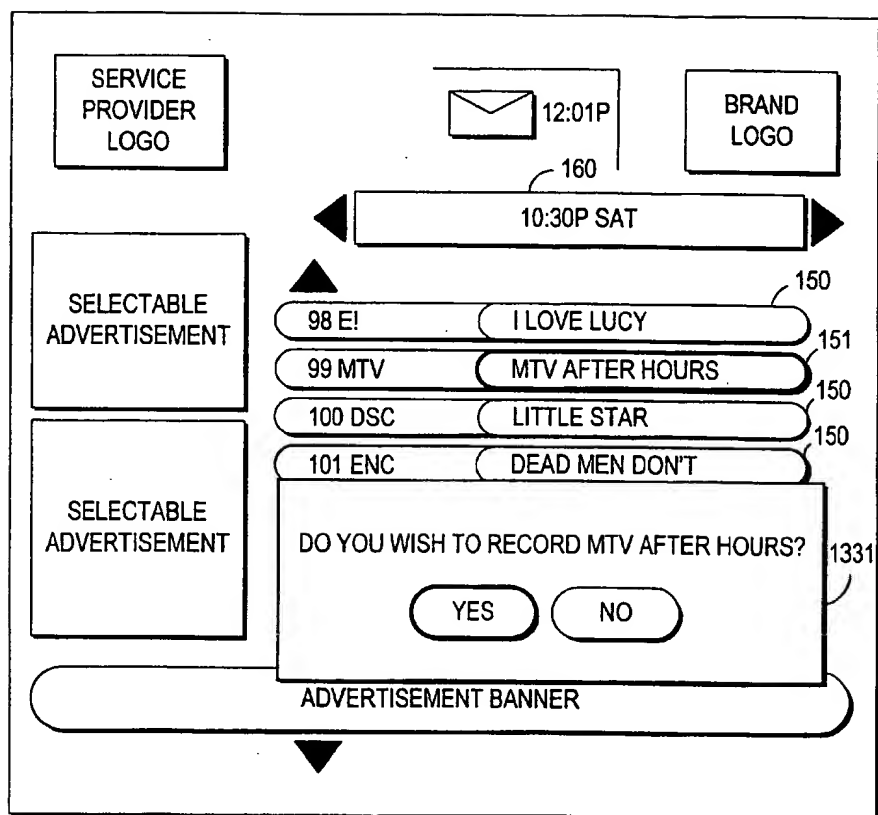 SERVICE
PROVIDER
LOGO
12:01P
BRAND
LOGO
160
10:30P SAT
SELECTABLE
ADVERTISEMENT
150
98 E! I LOVE LUCY
151
99 MTV MTV AFTER HOURS
150
100 DSC LITTLE STAR
150
101 ENC DEAD MEN DON'T
SELECTABLE
ADVERTISEMENT
DO YOU WISH TO RECORD MTV AFTER HOURS?
1331
YES NO
ADVERTISEMENT BANNER